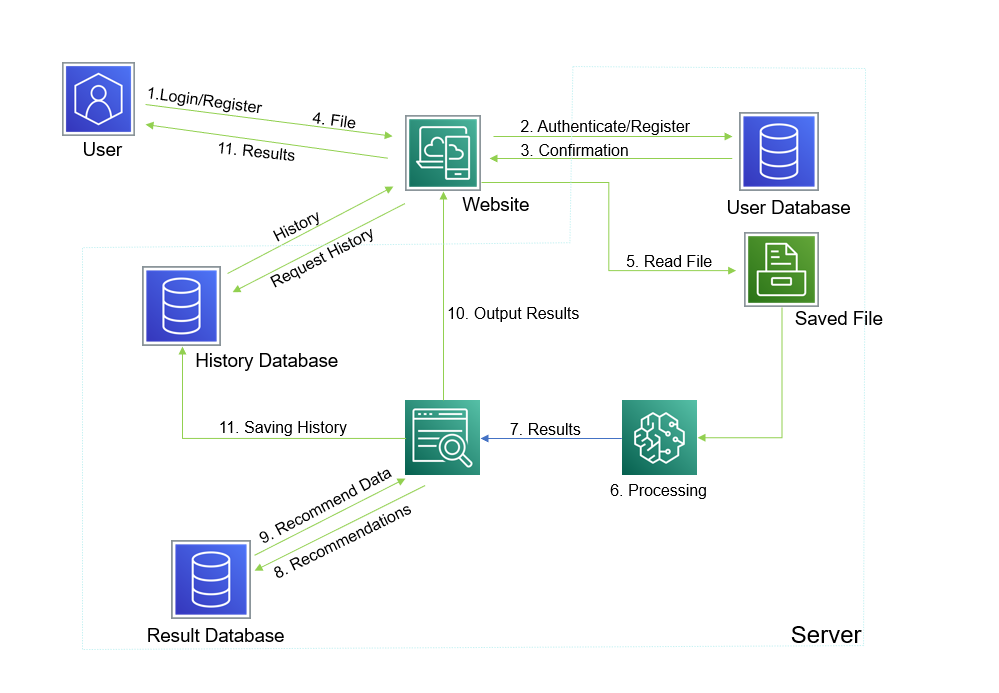 1.Login/Register
4. File
User
11. Results
2. Authenticate/Register
3. Confirmation
Website
User Database
History
Request History
5. Read File
Saved File
10. Output Results
History Database
11. Saving History
7. Results
6. Processing
9. Recommend Data
8. Recommendations
Result Database
Server